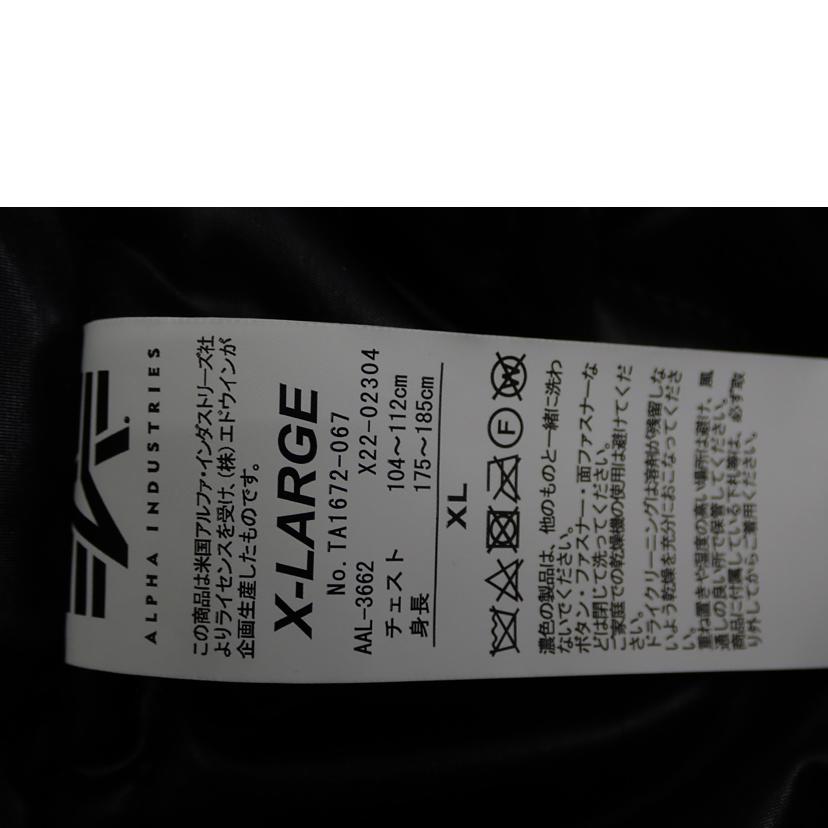 ALPHA INDUSTRIES
この商品は米国アルファ・インダストリーズ社
よりライセンスを受け、(株)エドウインが
企画生産したものです。
X-LARGE
No. TA1672-067
AAL-3662 X22-02304
チェスト 104～112cm
身長 175～185cm
XL
F W
濃色の製品は、他のものと一緒に洗わ
ないでください。
ボタン・ファスナー・面ファスナーな
どは閉じて洗ってください。
ご家庭での乾燥機の使用は避けてくだ
さい。
ドライクリーニングは溶剤が残留しな
いよう乾燥を充分におこなってくださ
い。
重ね置きや湿度の高い場所は避け、風
通しの良い所で保管してください。
商品に付属している下札等は、必ず取
り外してからご着用ください。